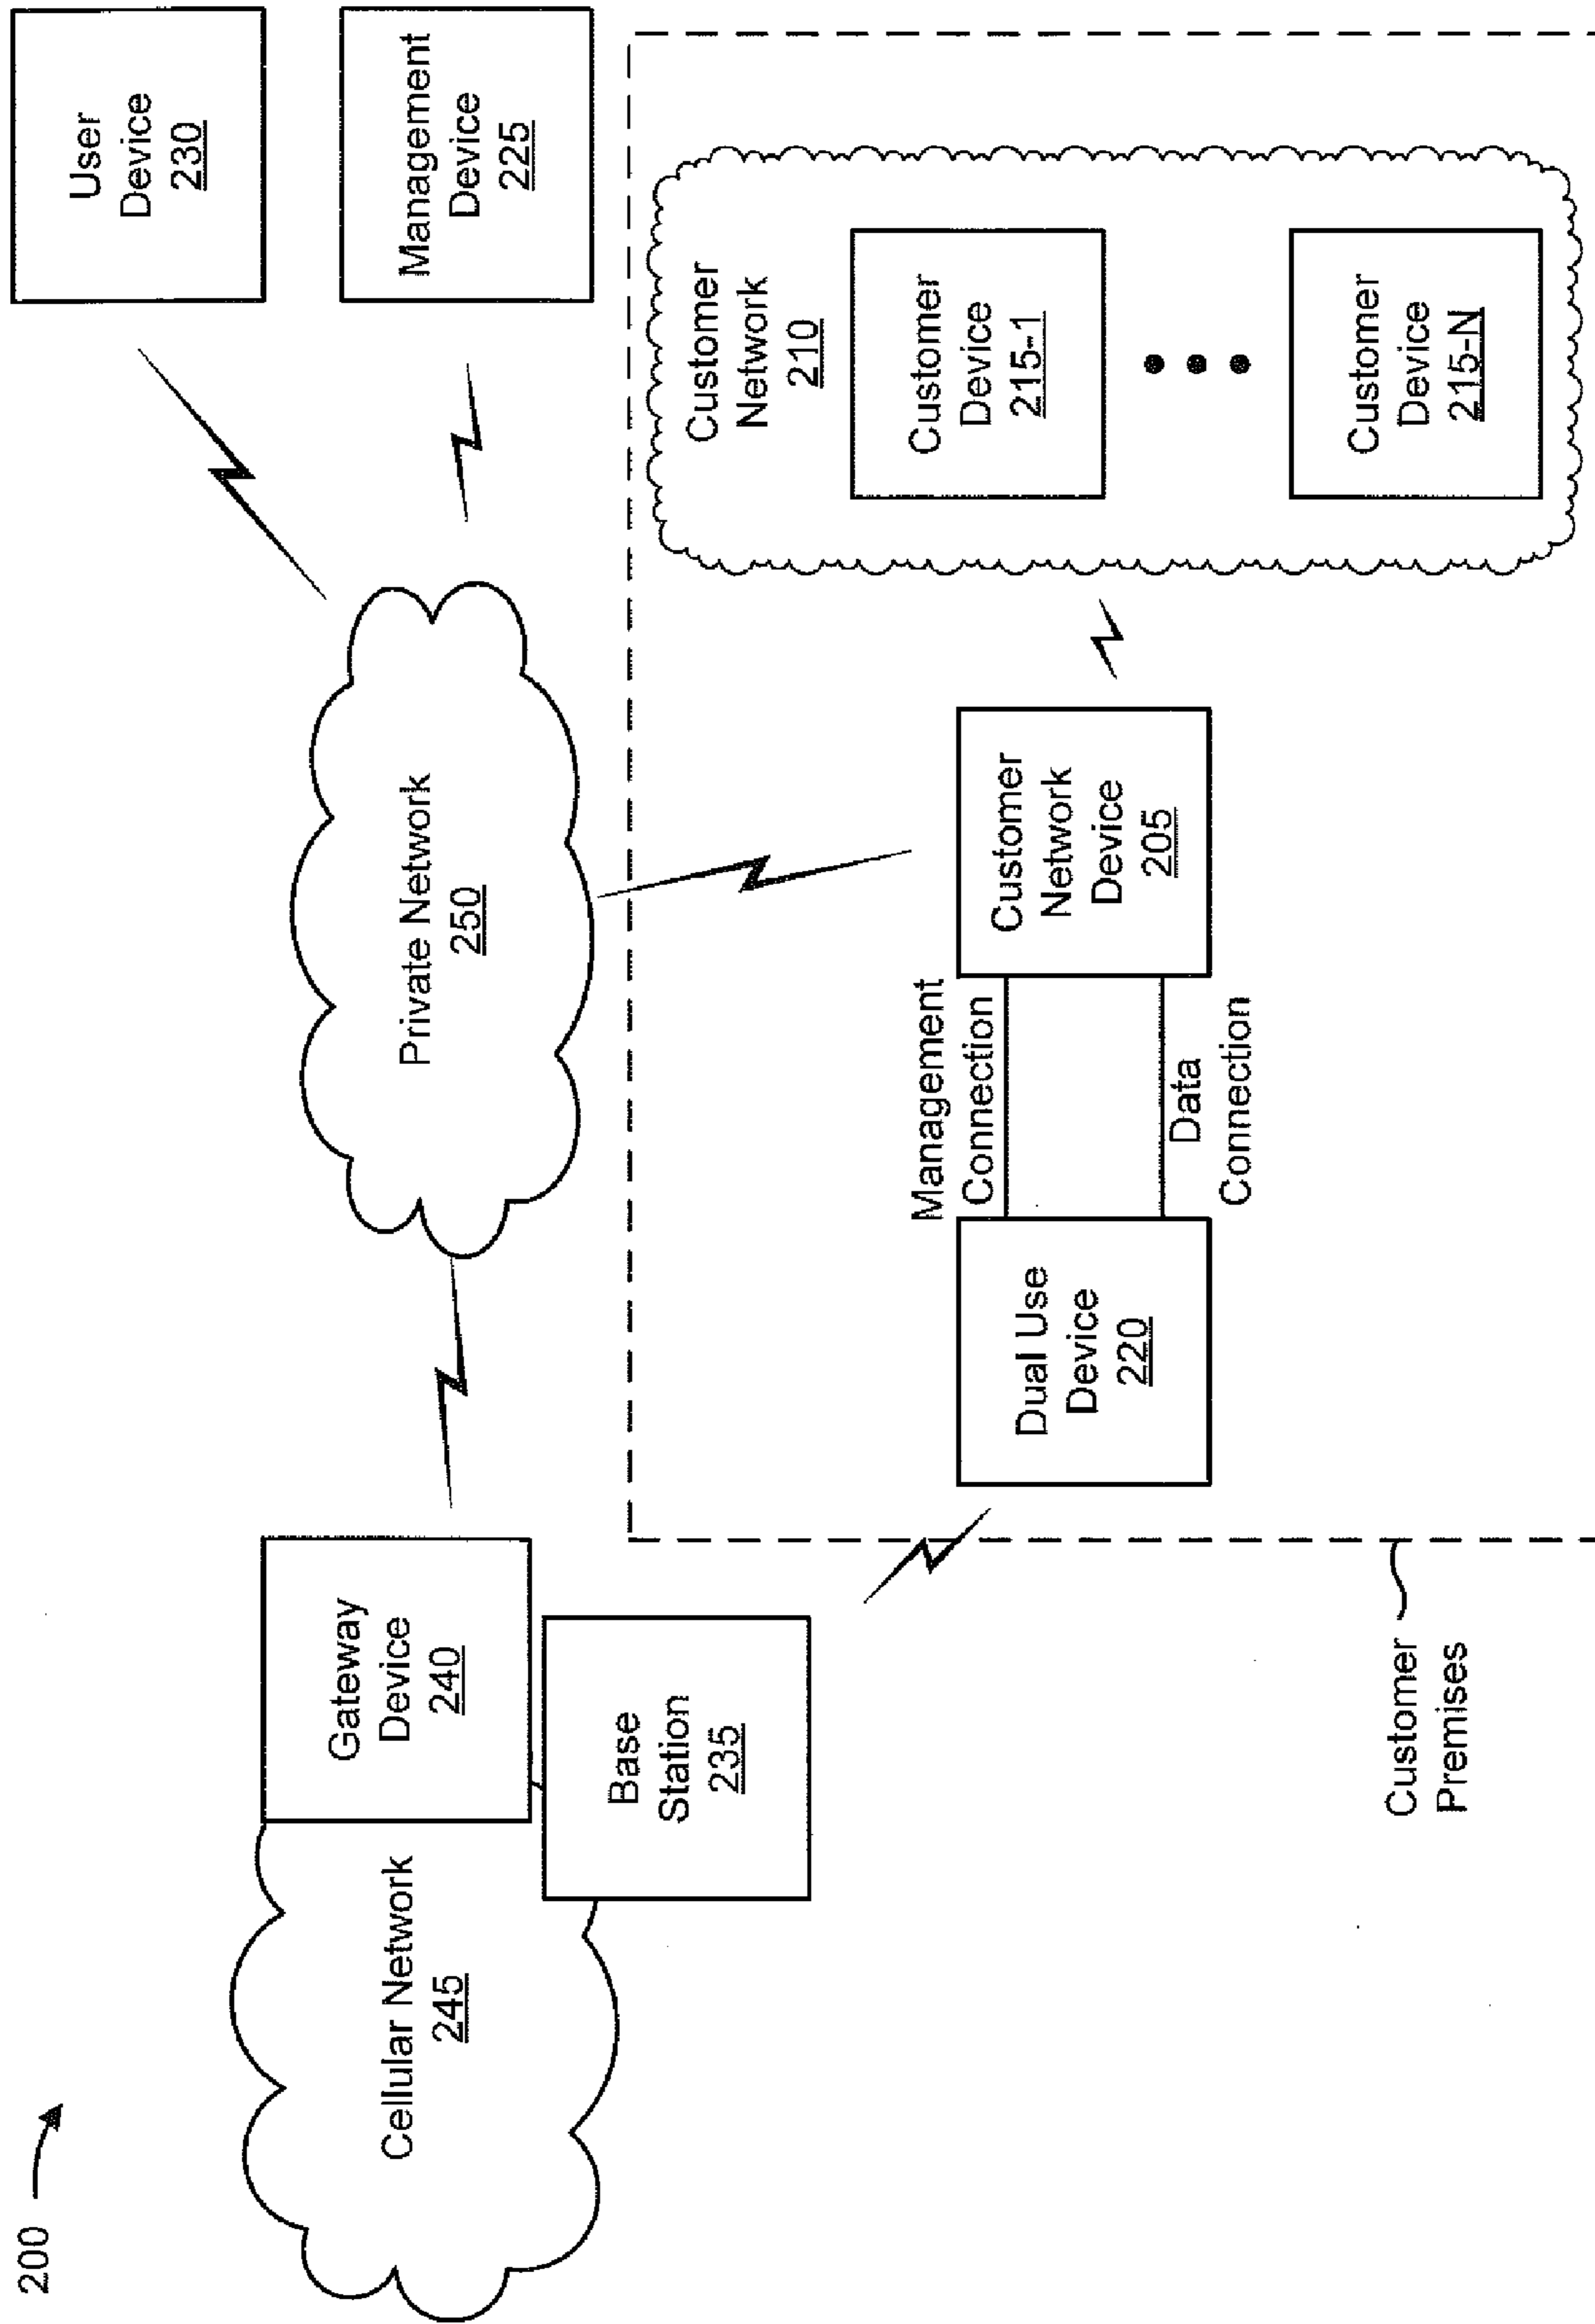 200
Cellular Network
245
Gateway
Device
240
Base
Station
235
Private Network
250
User
Device
230
Management
Device
225
Customer
Premises
Dual Use
Device
220
Management
Connection
Data
Connection
Customer
Network
Device
205
Customer
Network
210
Customer
Device
215-1
Customer
Device
215-N